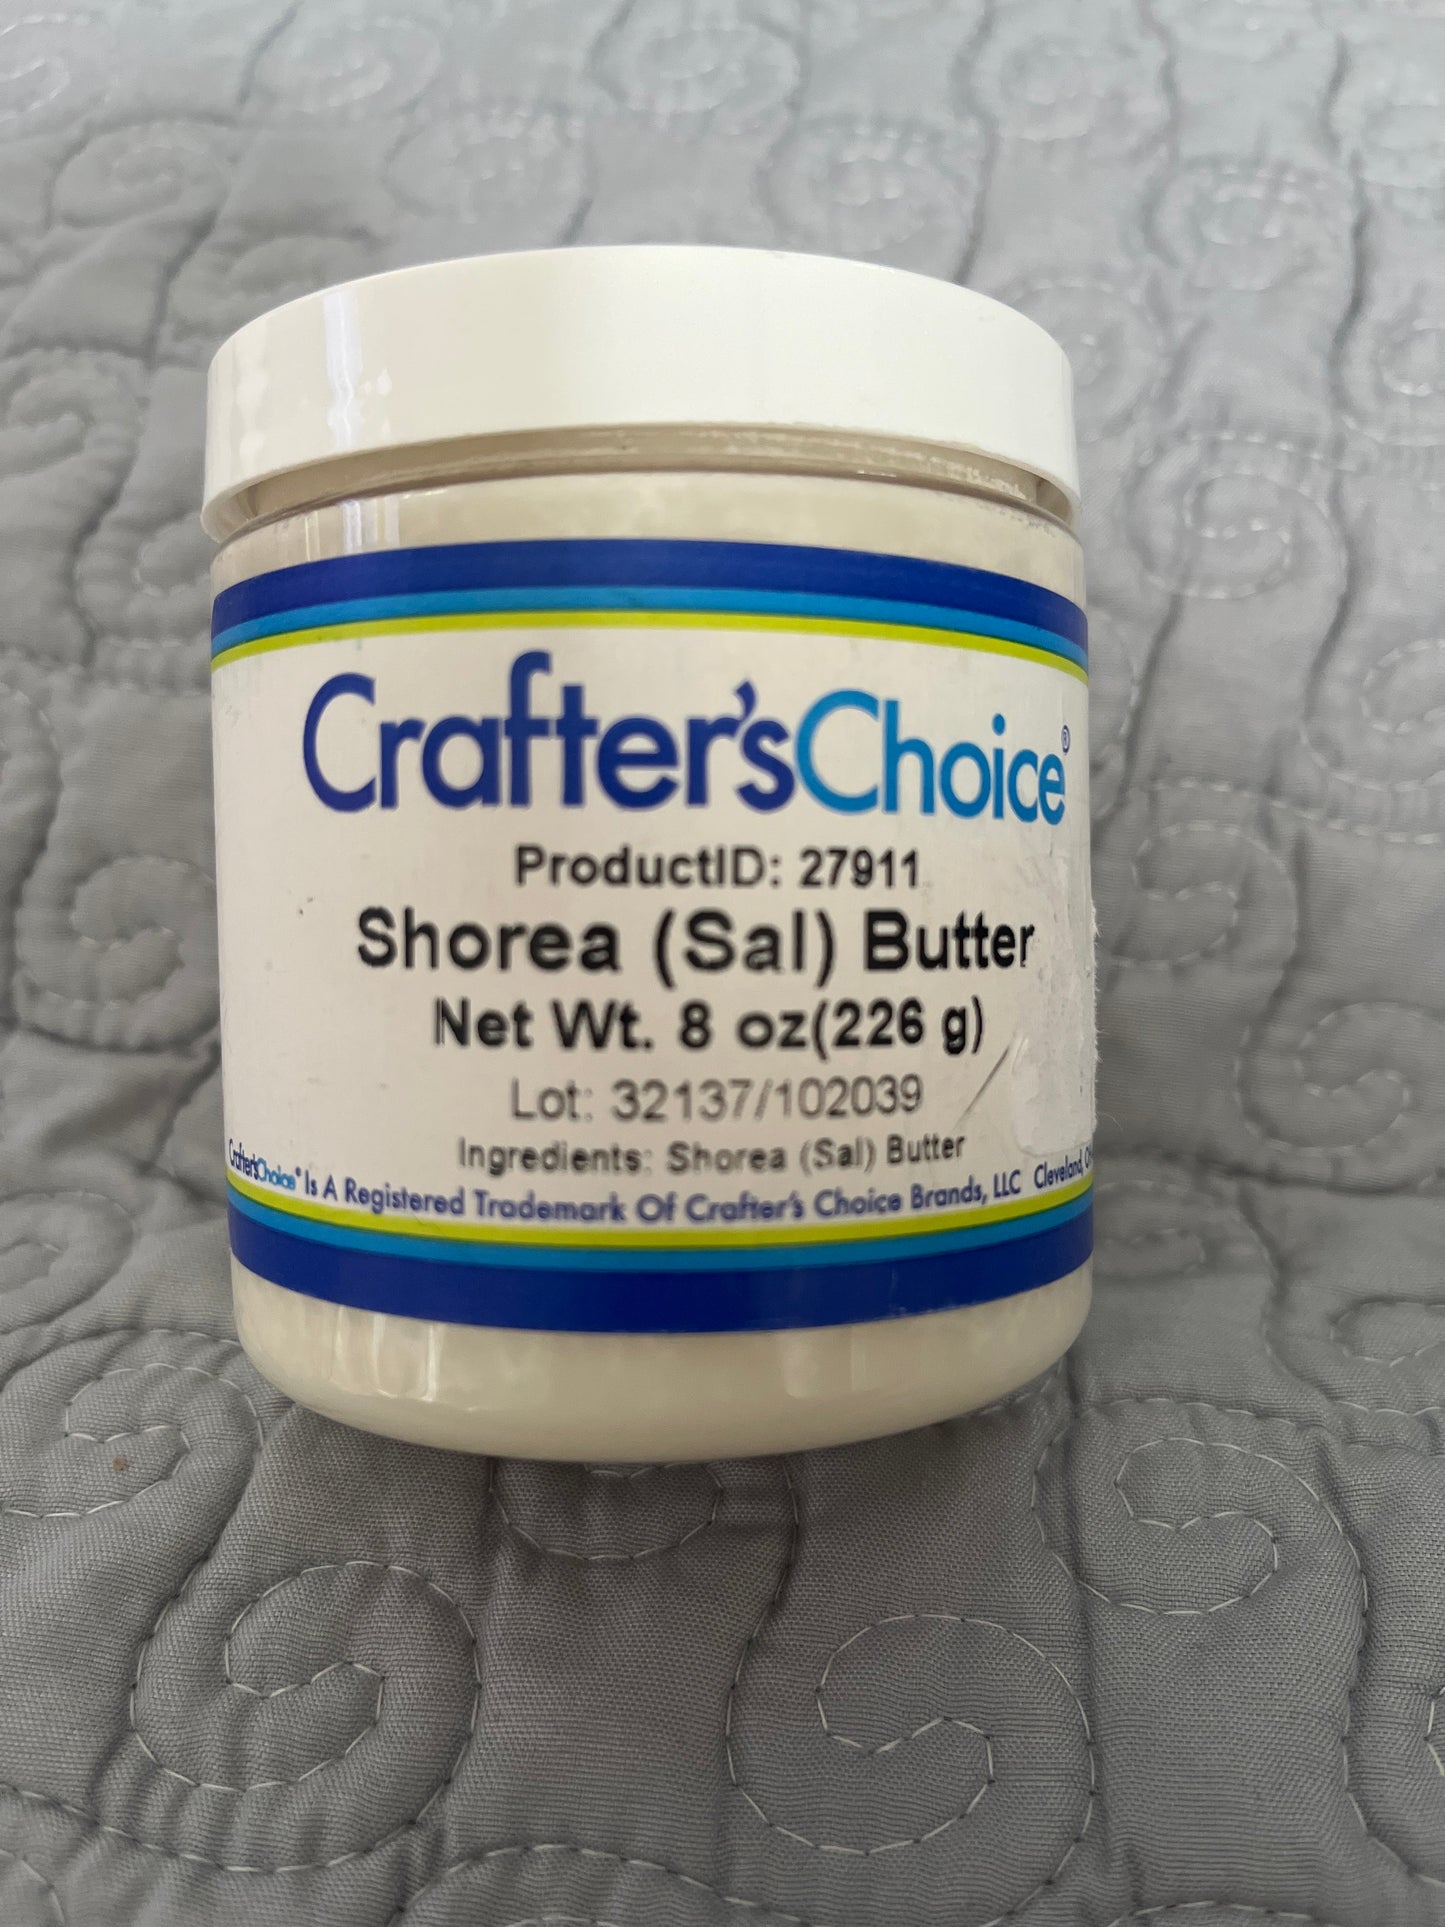 Crafter'sChoice®
ProductID: 27911
Shorea (Sal) Butter
Net Wt. 8 oz(226 g)
Lot: 32137/102039
Ingredients: Shorea (Sal) Butter
Crafter'sChoice® Is A Registered Trademark Of Crafter's Choice Brands, LLC Cleveland,